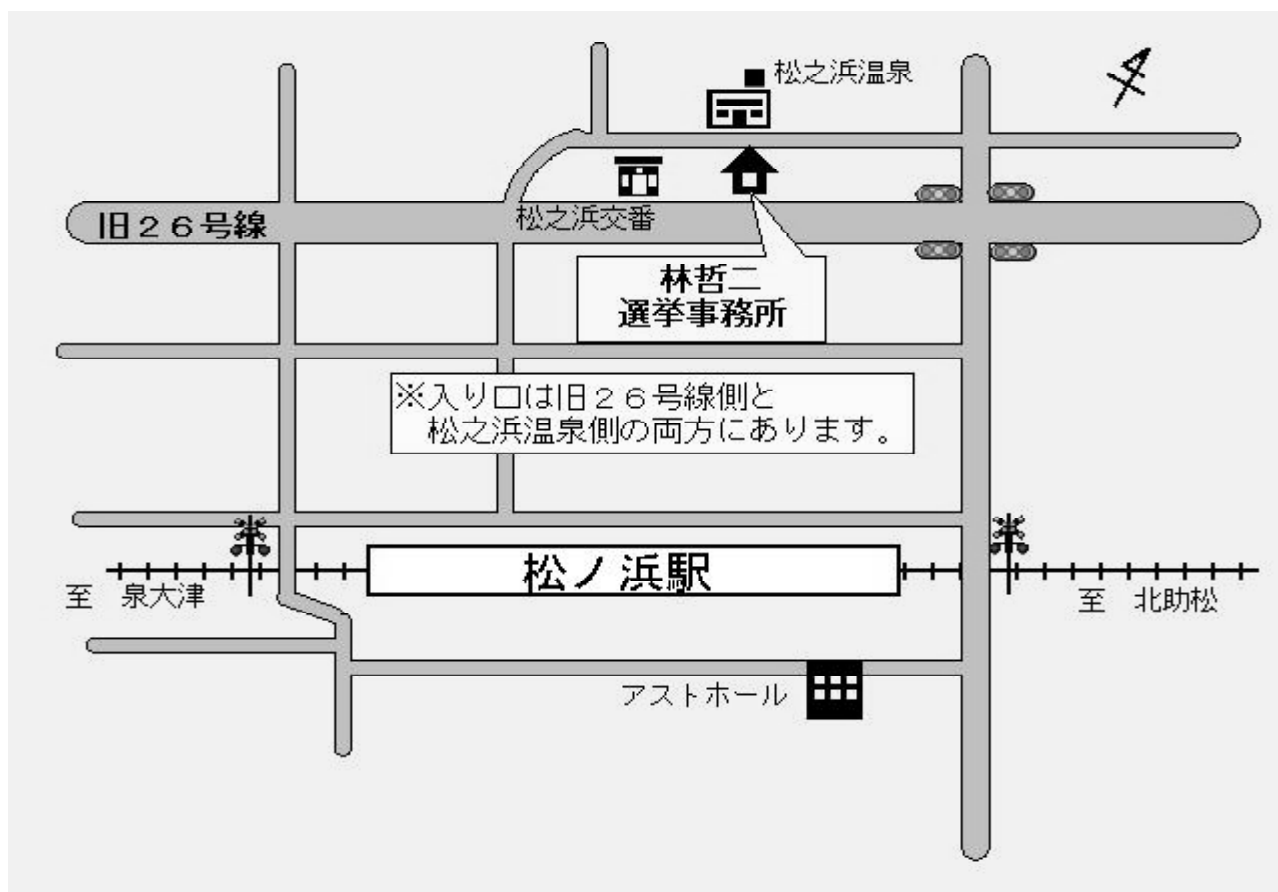 松之浜温泉
旧２６号線
松之浜交番
林哲二
選挙事務所
※入り口は旧２６号線側と
松之浜温泉側の両方にあります。
松ノ浜駅
至　泉大津
至　北助松
アストホール